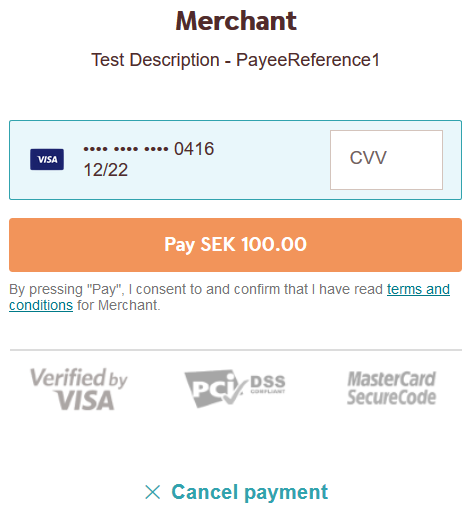 Merchant
Test Description - PayeeReference1
VISA
•••• •••• •••• 0416
12/22
CVV
Pay SEK 100.00
By pressing "Pay", I consent to and confirm that I have read terms and
conditions for Merchant.
Verified by
VISA
PCi DSS
COMPLIANT
MasterCard
SecureCode
Cancel payment